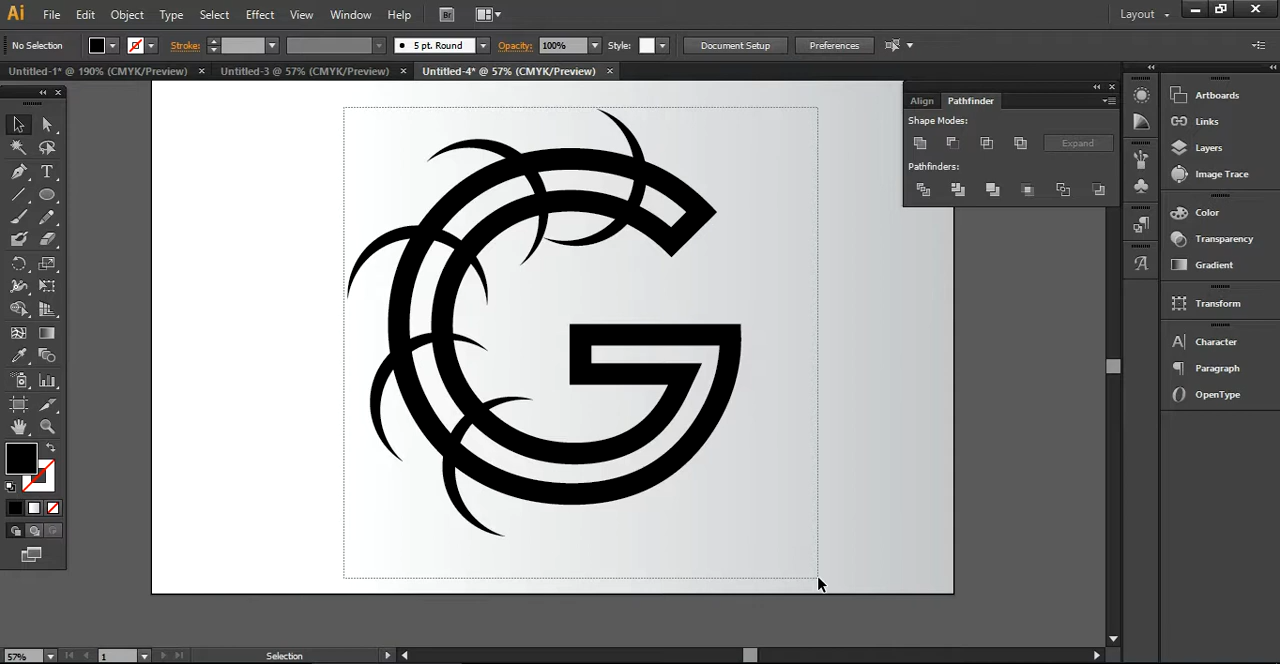 Ai File Edit Object Type Select Effect View Window Help Br Layout
No Selection Stroke: 5 pt. Round Opacity: 100% Style: Document Setup Preferences
Untitled-1* @ 190% (CMYK/Preview) Untitled-3 @ 57% (CMYK/Preview) Untitled-4* @ 57% (CMYK/Preview)
Align Pathfinder
Shape Modes:
Expand
Pathfinders:
Artboards
Links
Layers
Image Trace
Color
Transparency
Gradient
Transform
Character
Paragraph
OpenType
G
57% 1 Selection